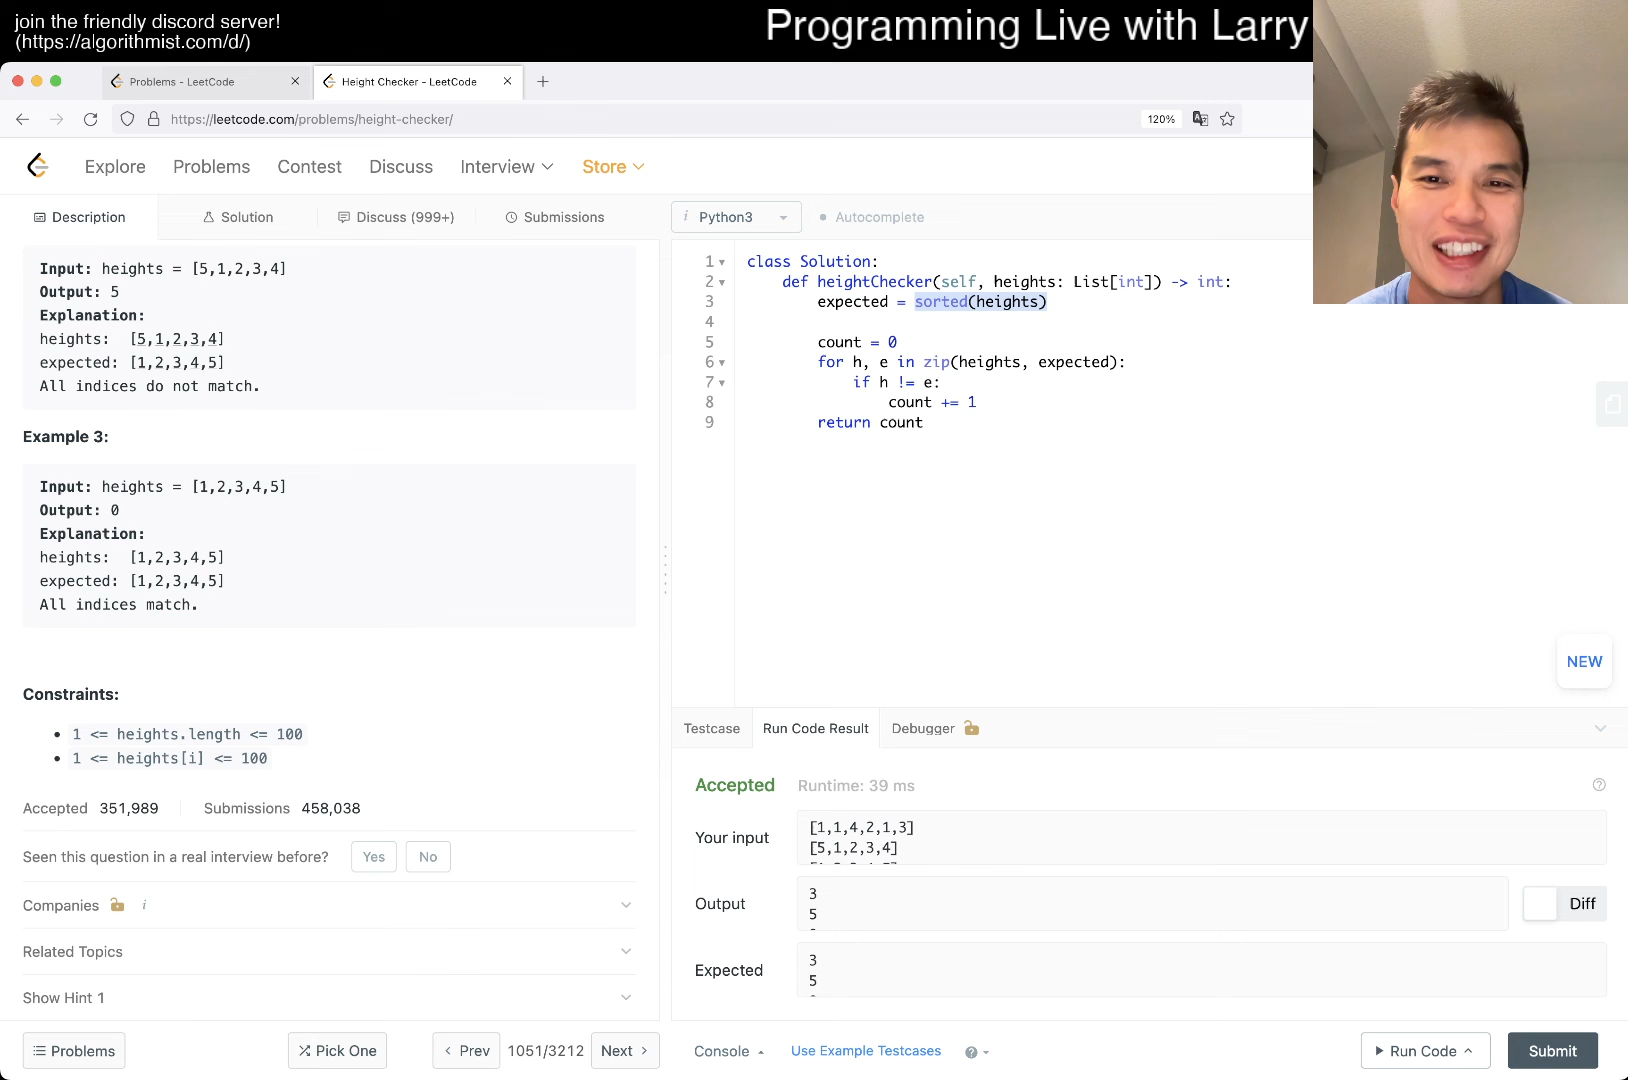 join the friendly discord server!
(https://algorithmist.com/d/)
Programming Live with Larry
Problems - LeetCode
Height Checker - LeetCode
https://leetcode.com/problems/height-checker/
120%
Explore
Problems
Contest
Discuss
Interview
Store
Description
Solution
Discuss (999+)
Submissions
Input: heights = [5,1,2,3,4]
Output: 5
Explanation:
heights:  [5,1,2,3,4]
expected: [1,2,3,4,5]
All indices do not match.
Example 3:
Input: heights = [1,2,3,4,5]
Output: 0
Explanation:
heights:  [1,2,3,4,5]
expected: [1,2,3,4,5]
All indices match.
Constraints:
1 <= heights.length <= 100
1 <= heights[i] <= 100
Accepted 351,989
Submissions 458,038
Seen this question in a real interview before?
Yes
No
Companies i
Related Topics
Show Hint 1
Problems
Pick One
Prev
1051/3212
Next
i Python3
Autocomplete
1 class Solution:
2     def heightChecker(self, heights: List[int]) -> int:
3         expected = sorted(heights)
4
5         count = 0
6         for h, e in zip(heights, expected):
7             if h != e:
8                 count += 1
9         return count
NEW
Testcase
Run Code Result
Debugger
Accepted
Runtime: 39 ms
Your input
[1,1,4,2,1,3]
[5,1,2,3,4]
Output
3
5
Diff
Expected
3
5
Console
Use Example Testcases
Run Code
Submit